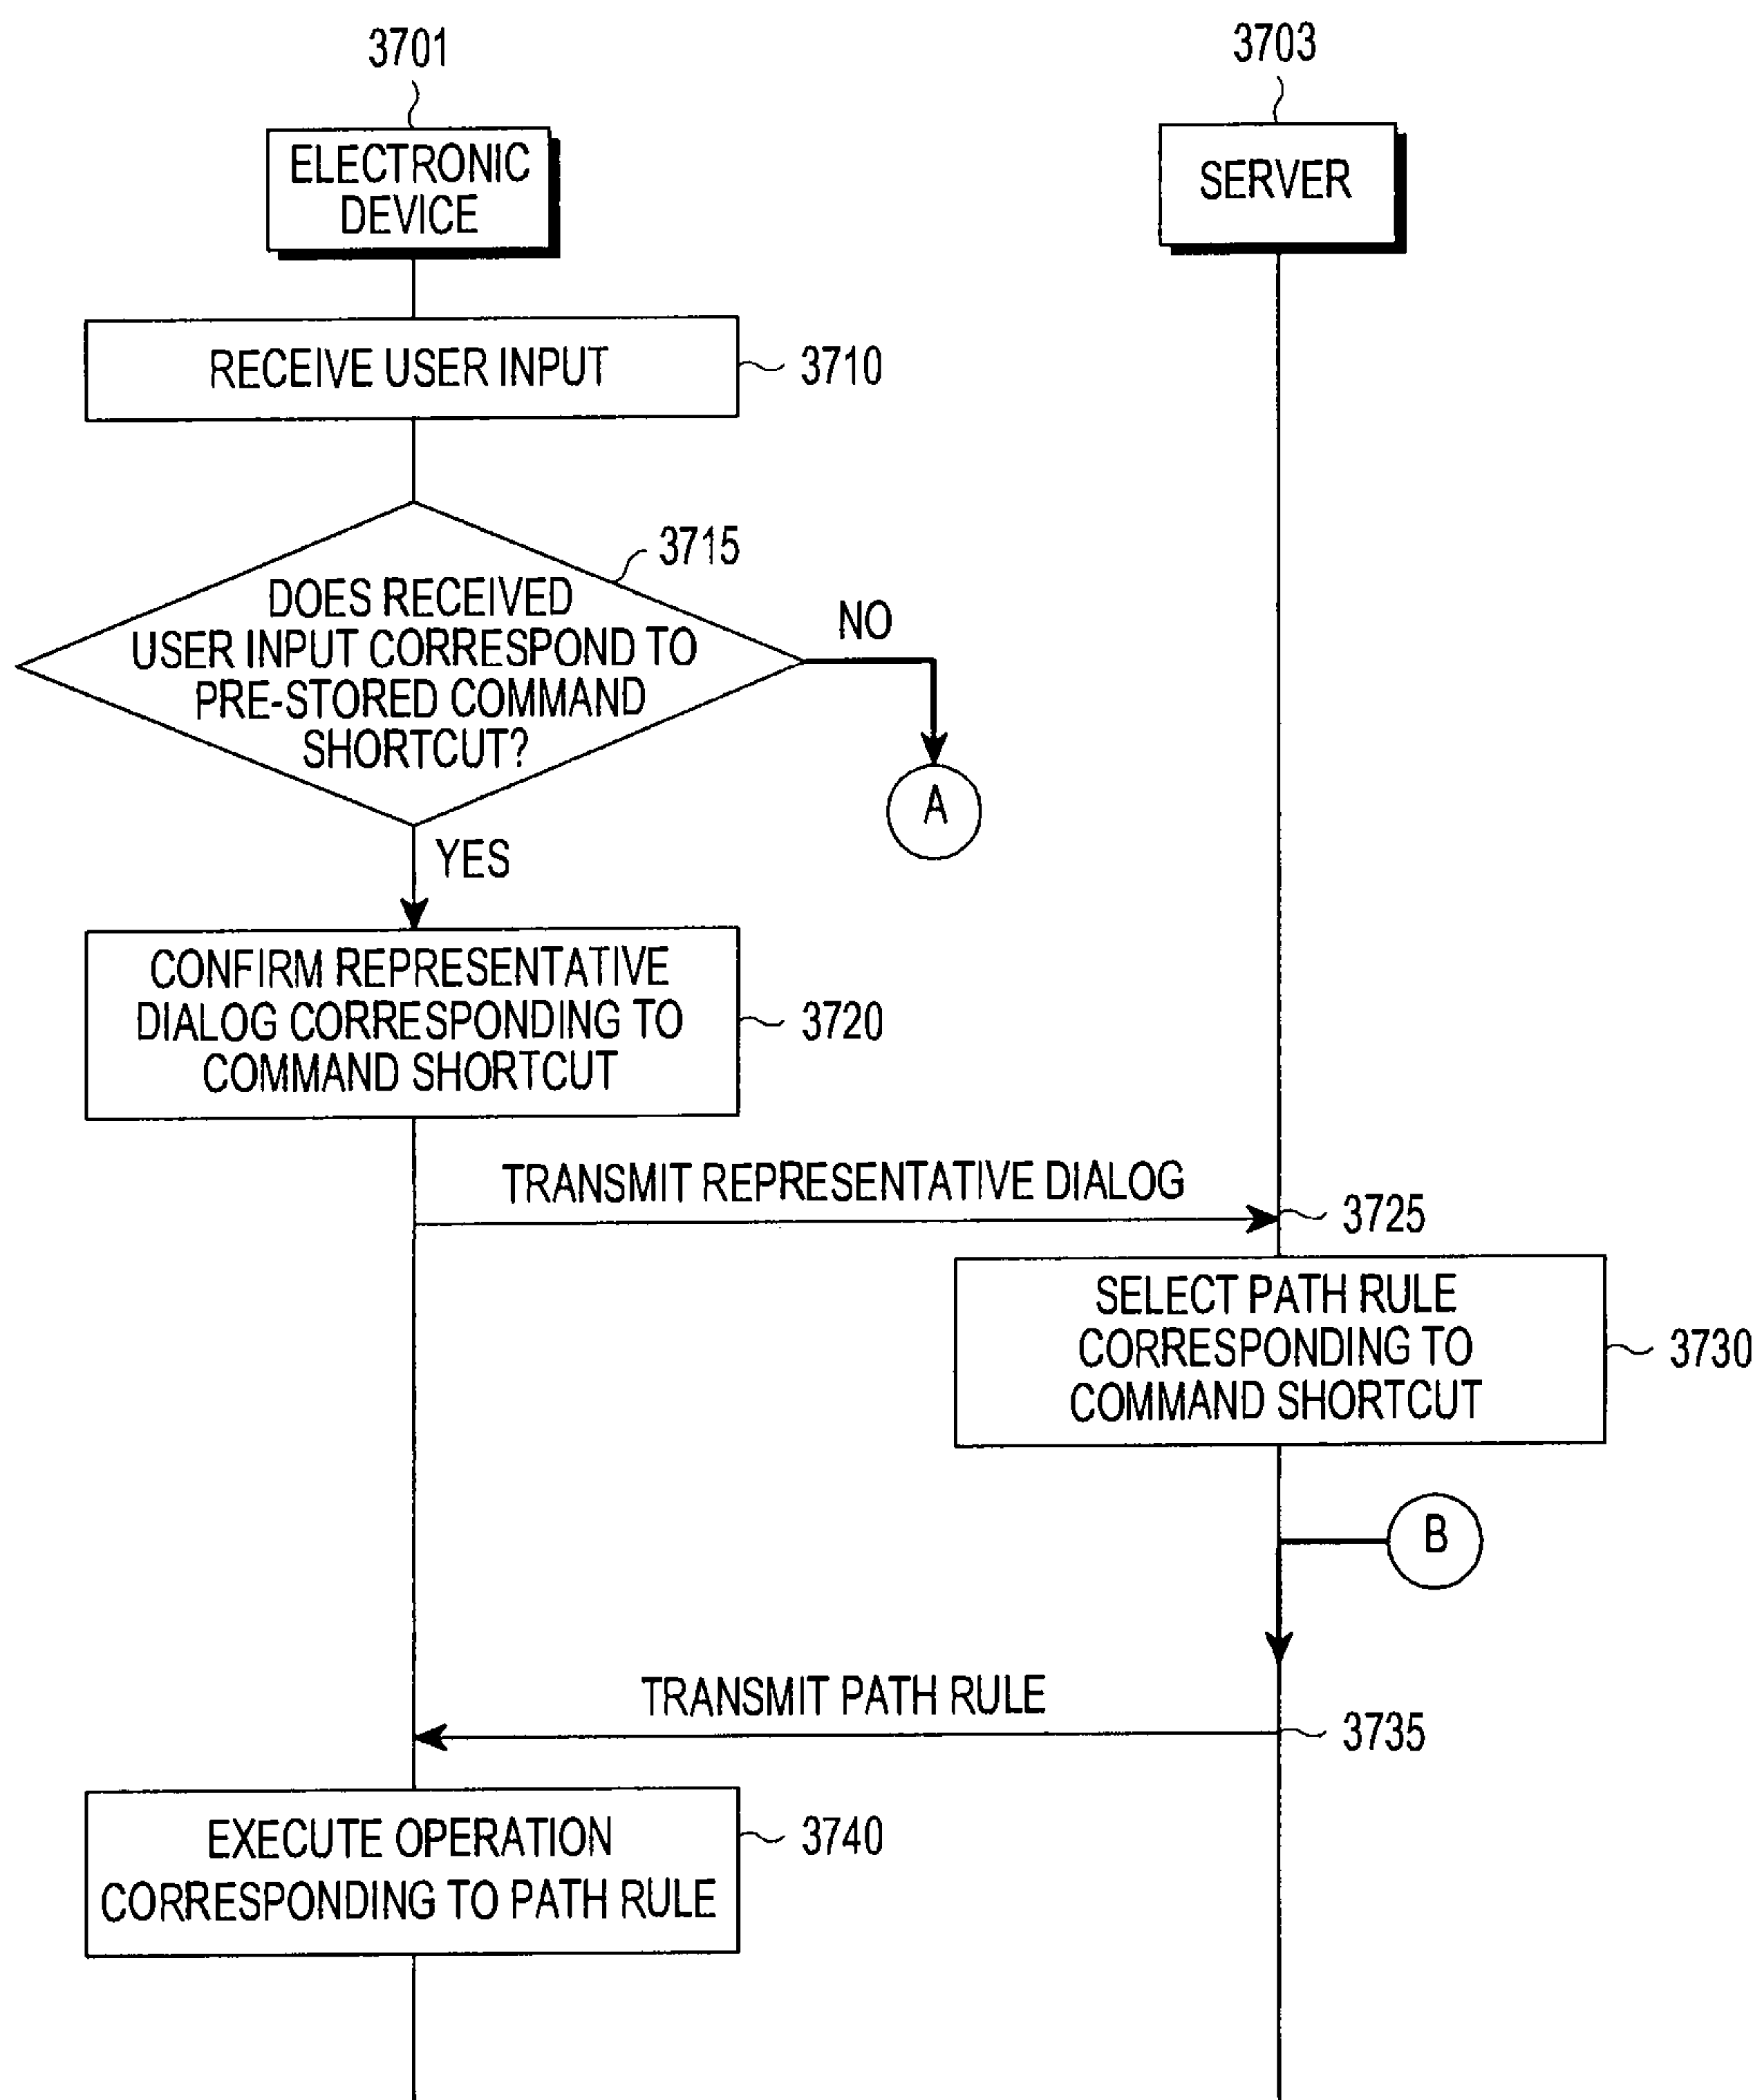 3701
3703
ELECTRONIC
DEVICE
SERVER
RECEIVE USER INPUT
3710
3715
DOES RECEIVED
USER INPUT CORRESPOND TO
PRE-STORED COMMAND
SHORTCUT?
NO
A
YES
CONFIRM REPRESENTATIVE
DIALOG CORRESPONDING TO
COMMAND SHORTCUT
3720
TRANSMIT REPRESENTATIVE DIALOG
3725
SELECT PATH RULE
CORRESPONDING TO
COMMAND SHORTCUT
3730
B
TRANSMIT PATH RULE
3735
EXECUTE OPERATION
CORRESPONDING TO PATH RULE
3740